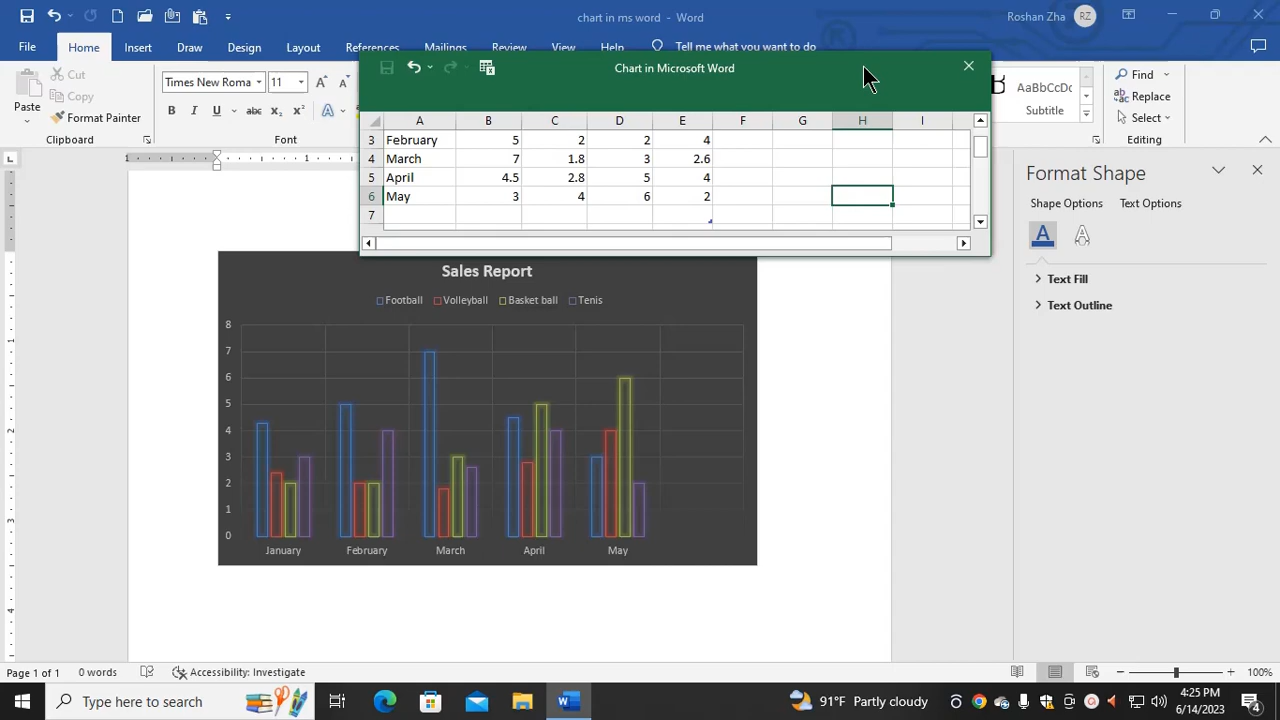 chart in ms word - Word
Roshan Zha
RZ
File
Home
Insert
Draw
Design
Layout
References
Mailings
Review
View
Help
Tell me what you want to do
Paste
Cut
Copy
Format Painter
Clipboard
Times New Roma
11
B I U abc
Font
AaBbCcDc
Subtitle
Find
Replace
Select
Editing
Chart in Microsoft Word
A B C D E F G H I
3 February 5 2 2 4
4 March 7 1.8 3 2.6
5 April 4.5 2.8 5 4
6 May 3 4 6 2
7
Sales Report
Football Volleyball Basket ball Tenis
8
7
6
5
4
3
2
1
0
January February March April May
Format Shape
Shape Options Text Options
Text Fill
Text Outline
Page 1 of 1
0 words
Accessibility: Investigate
100%
Type here to search
91°F Partly cloudy
4:25 PM
6/14/2023
4